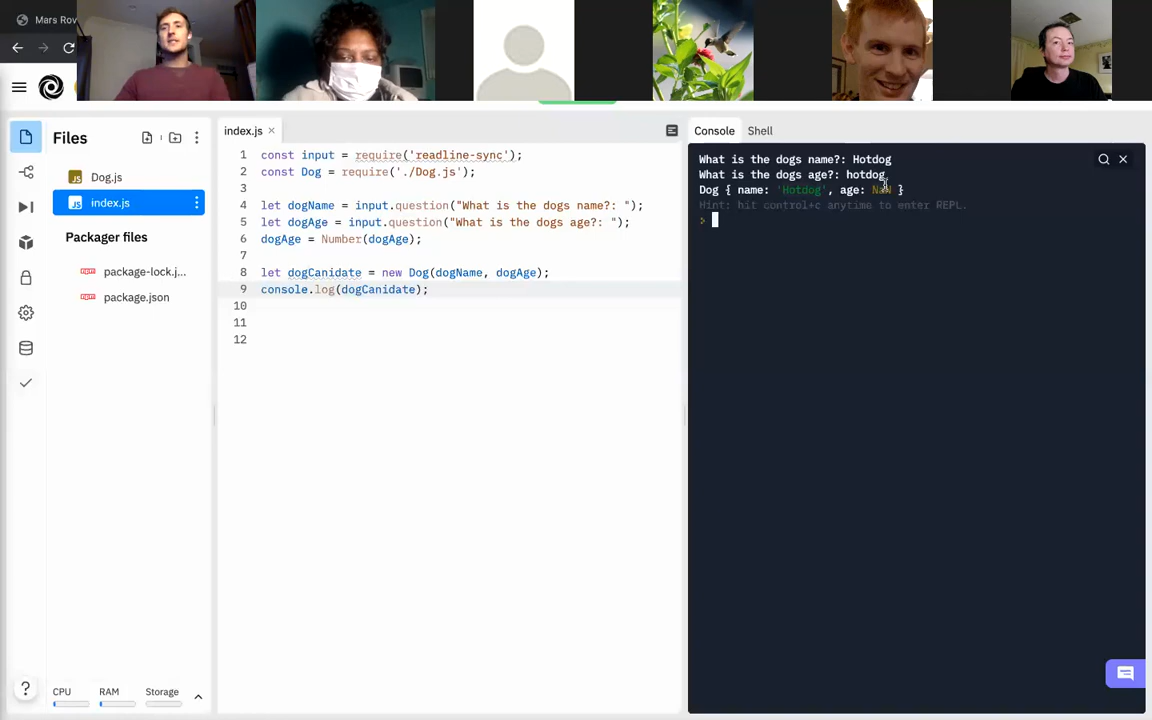 Mars Rov
Files
Dog.js
index.js
Packager files
package-lock.j...
package.json
CPU
RAM
Storage
index.js
1 const input = require('readline-sync');
2 const Dog = require('./Dog.js');
3
4 let dogName = input.question("What is the dogs name?: ");
5 let dogAge = input.question("What is the dogs age?: ");
6 dogAge = Number(dogAge);
7
8 let dogCanidate = new Dog(dogName, dogAge);
9 console.log(dogCanidate);
10
11
12
Console Shell
What is the dogs name?: Hotdog
What is the dogs age?: hotdog
Dog { name: 'Hotdog', age: NaN }
Hint: hit control+c anytime to enter REPL.
>